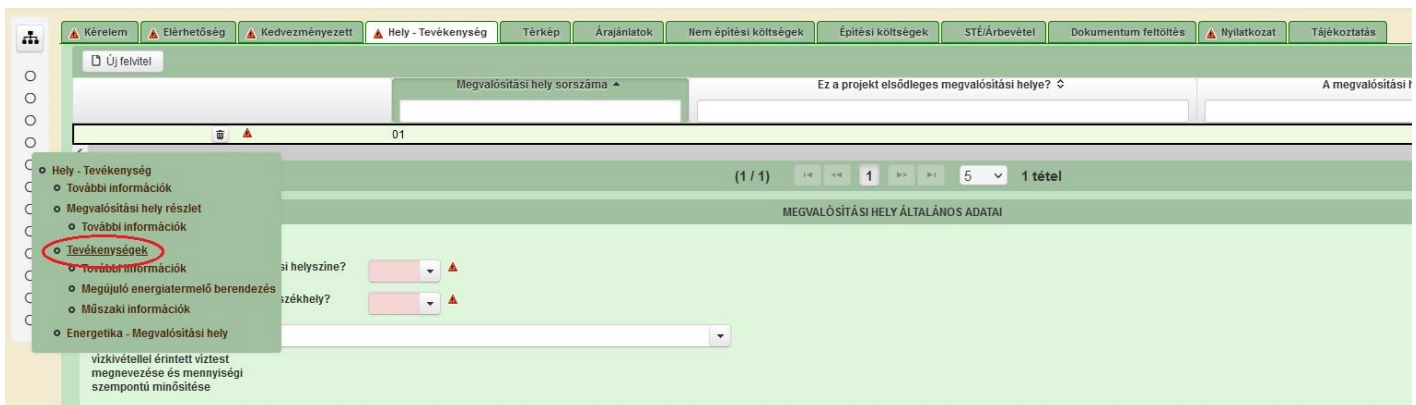 Kérelem Elérhetőség Kedvezményezett Hely - Tevékenység Térkép Árajánlatok Nem építési költségek Építési költségek STÉ/Árbevétel Dokumentum feltöltés Nyilatkozat Tájékoztatás
Új felvitel
Megvalósítási hely sorszáma Ez a projekt elsődleges megvalósítási helye? A megvalósítási
01
Hely - Tevékenység
(1 / 1) 1 5 1 tétel
További információk
Megvalósítási hely részlet
MEGVALÓSÍTÁSI HELY ÁLTALÁNOS ADATAI
További információk
Tevékenységek
További információk
si helyszíne?
Megújuló energiatermelő berendezés
székhely?
Műszaki információk
Energetika - Megvalósítási hely
vízkivétellel érintett víztest
megnevezése és mennyiségi
szempontú minősítése